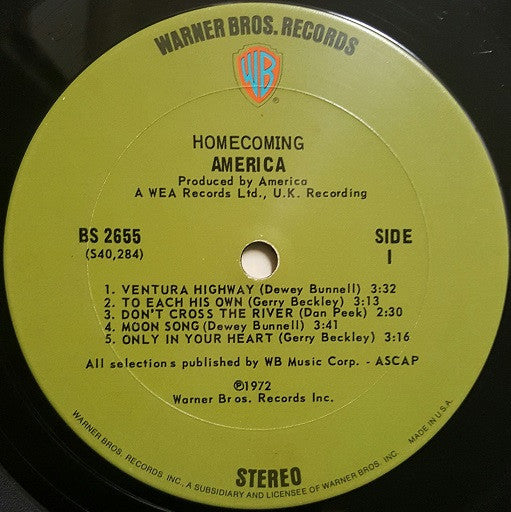 WARNER BROS. RECORDS
WB
®
HOMECOMING
AMERICA
Produced by America
A WEA Records Ltd., U.K. Recording
BS 2655
(S40,284)
SIDE
1
1. VENTURA HIGHWAY (Dewey Bunnell) 3:32
2. TO EACH HIS OWN (Gerry Beckley) 3:13
3. DON'T CROSS THE RIVER (Dan Peek) 2:30
4. MOON SONG (Dewey Bunnell) 3:41
5. ONLY IN YOUR HEART (Gerry Beckley) 3:16
All selections published by WB Music Corp. - ASCAP
℗1972
Warner Bros. Records Inc.
STEREO
WARNER BROS. RECORDS INC., A SUBSIDIARY AND LICENSEE OF WARNER BROS. INC.
MADE IN U.S.A.